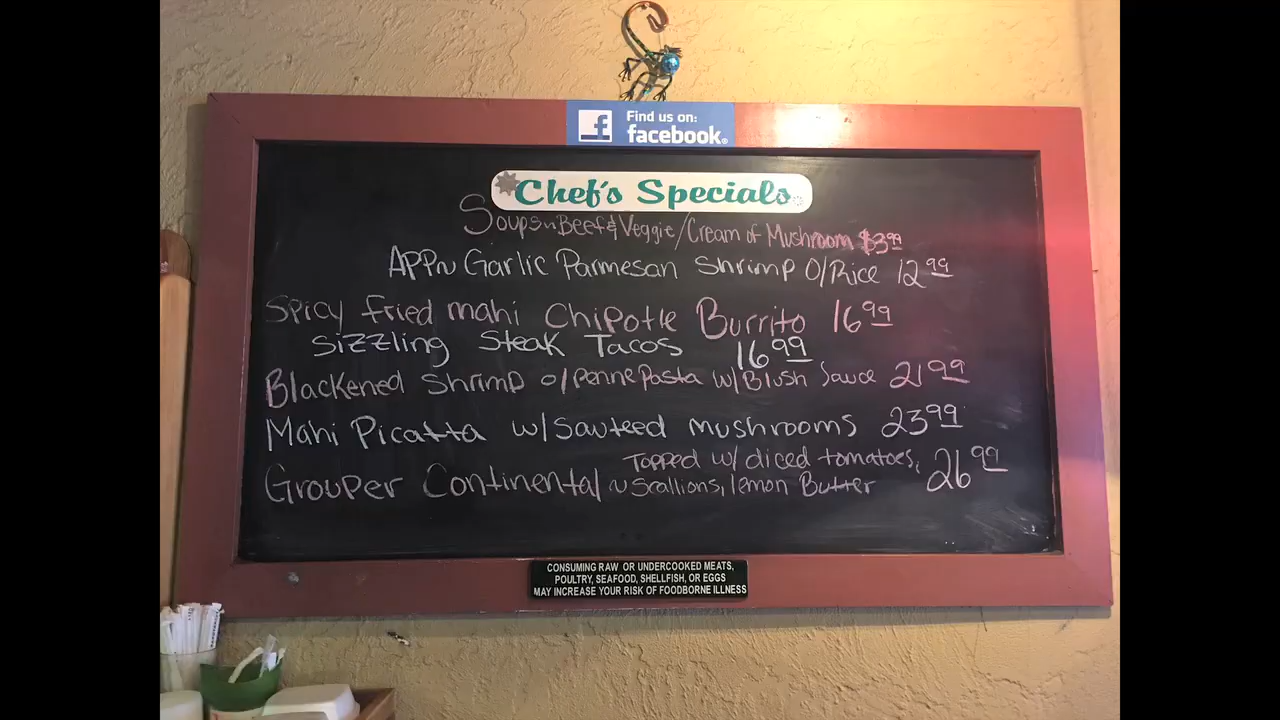 Find us on:
facebook®
Chef's Specials
Soups~Beef & Veggie/Cream of Mushroom $3.99
APP~Garlic Parmesan Shrimp O/Rice 12.99
Spicy fried mahi Chipotle Burrito 16.99
Sizzling Steak Tacos 16.99
Blackened Shrimp o/Penne Pasta w/Blush Sauce 21.99
Mahi Picatta w/Sauteed mushrooms 23.99
Topped w/ diced tomatoes,
Grouper Continental ~ Scallions, lemon Butter 26.99
CONSUMING RAW OR UNDERCOOKED MEATS,
POULTRY, SEAFOOD, SHELLFISH, OR EGGS
MAY INCREASE YOUR RISK OF FOODBORNE ILLNESS